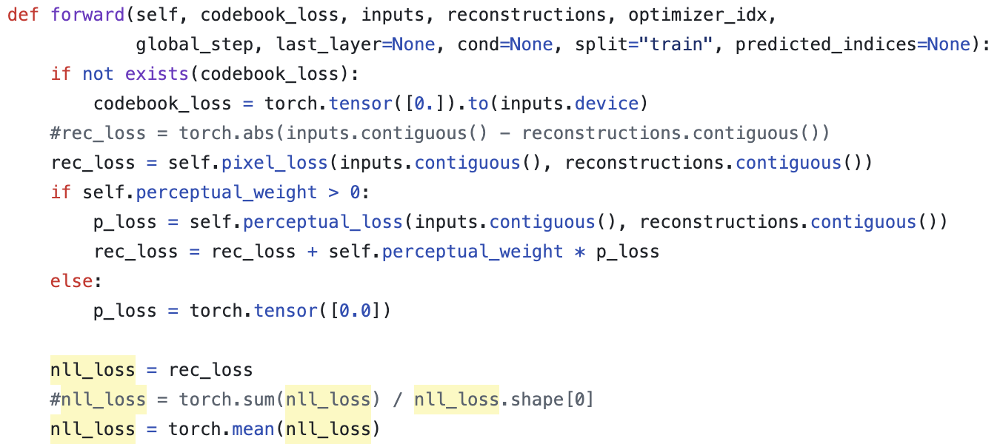 def forward(self, codebook_loss, inputs, reconstructions, optimizer_idx,
            global_step, last_layer=None, cond=None, split="train", predicted_indices=None):
    if not exists(codebook_loss):
        codebook_loss = torch.tensor([0.]).to(inputs.device)
    #rec_loss = torch.abs(inputs.contiguous() - reconstructions.contiguous())
    rec_loss = self.pixel_loss(inputs.contiguous(), reconstructions.contiguous())
    if self.perceptual_weight > 0:
        p_loss = self.perceptual_loss(inputs.contiguous(), reconstructions.contiguous())
        rec_loss = rec_loss + self.perceptual_weight * p_loss
    else:
        p_loss = torch.tensor([0.0])

    nll_loss = rec_loss
    #nll_loss = torch.sum(nll_loss) / nll_loss.shape[0]
    nll_loss = torch.mean(nll_loss)